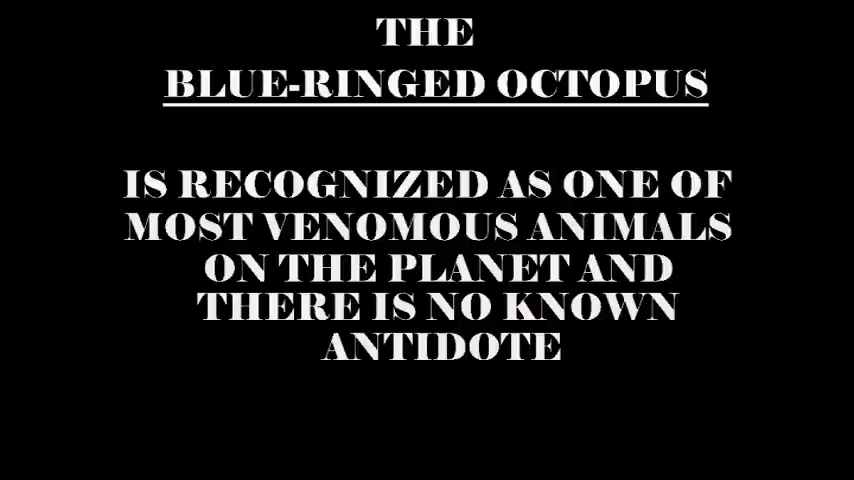 THE
BLUE-RINGED OCTOPUS
IS RECOGNIZED AS ONE OF
MOST VENOMOUS ANIMALS
ON THE PLANET AND
THERE IS NO KNOWN
ANTIDOTE